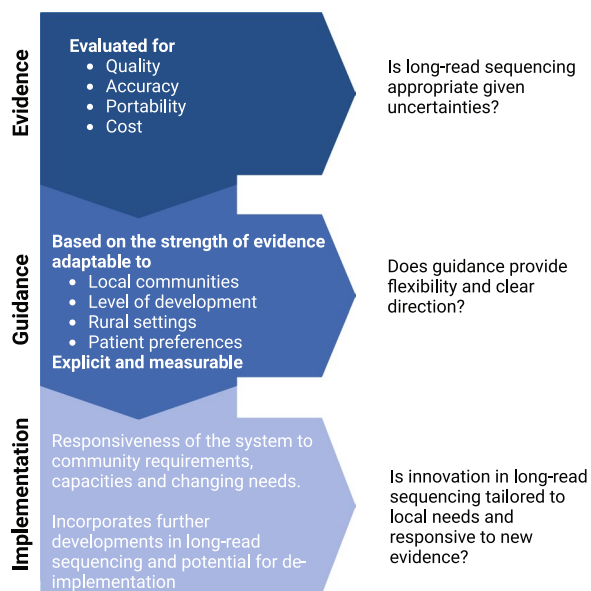 Evidence
Evaluated for
• Quality
• Accuracy
• Portability
• Cost
Is long-read sequencing
appropriate given
uncertainties?
Guidance
Based on the strength of evidence
adaptable to
• Local communities
• Level of development
• Rural settings
• Patient preferences
Explicit and measurable
Does guidance provide
flexibility and clear
direction?
Implementation
Responsiveness of the system to
community requirements,
capacities and changing needs.
Incorporates further
developments in long-read
sequencing and potential for de-
implementation
Is innovation in long-read
sequencing tailored to
local needs and
responsive to new
evidence?